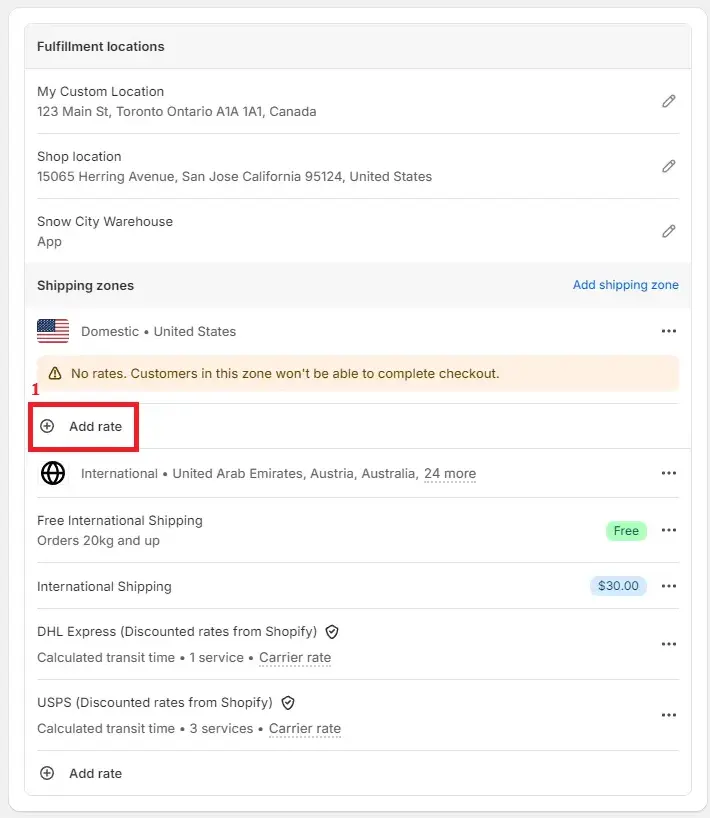 Fulfillment locations
My Custom Location
123 Main St, Toronto Ontario A1A 1A1, Canada
Shop location
15065 Herring Avenue, San Jose California 95124, United States
Snow City Warehouse
App
Shipping zones
Add shipping zone
Domestic • United States
No rates. Customers in this zone won't be able to complete checkout.
1
Add rate
International • United Arab Emirates, Austria, Australia, 24 more
Free International Shipping
Free
Orders 20kg and up
International Shipping
$30.00
DHL Express (Discounted rates from Shopify)
Calculated transit time • 1 service • Carrier rate
USPS (Discounted rates from Shopify)
Calculated transit time • 3 services • Carrier rate
Add rate